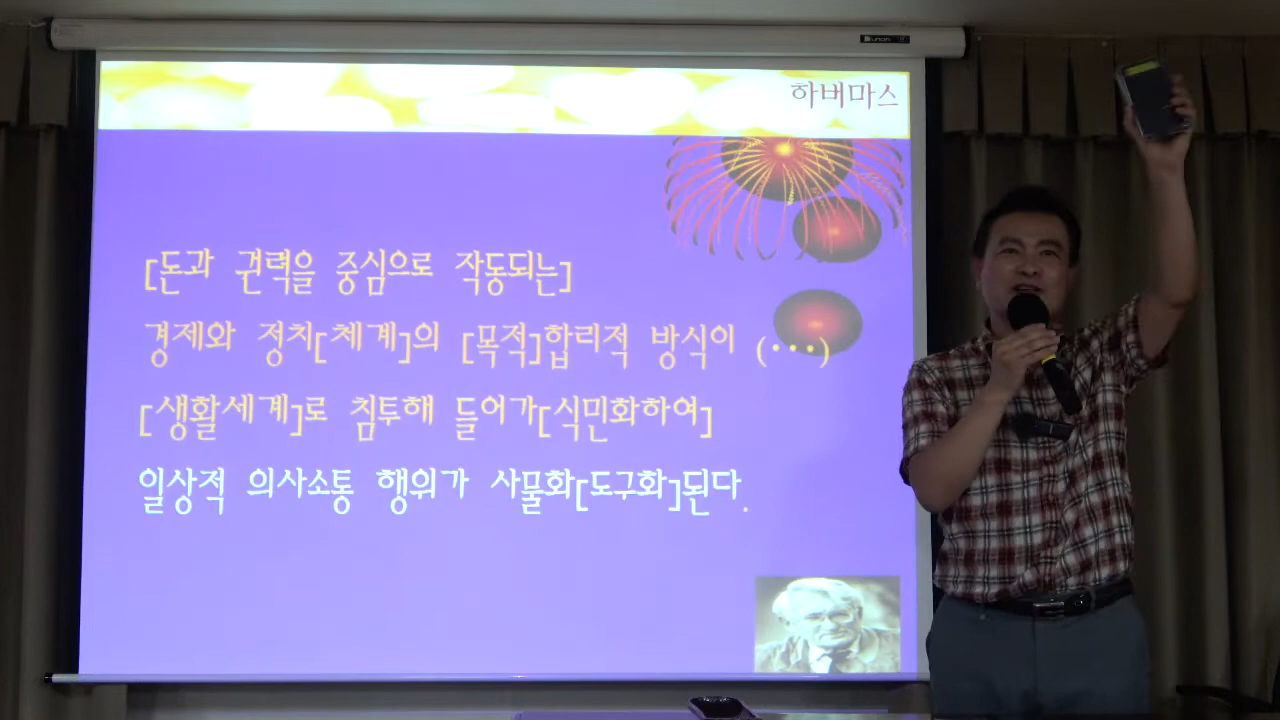 하버마스
[돈과 권력을 중심으로 작동되는]
경제와 정치[체계]의 [목적]합리적 방식이 (···)
[생활세계]로 침투해 들어가[식민화하여]
일상적 의사소통 행위가 사물화[도구화]된다.